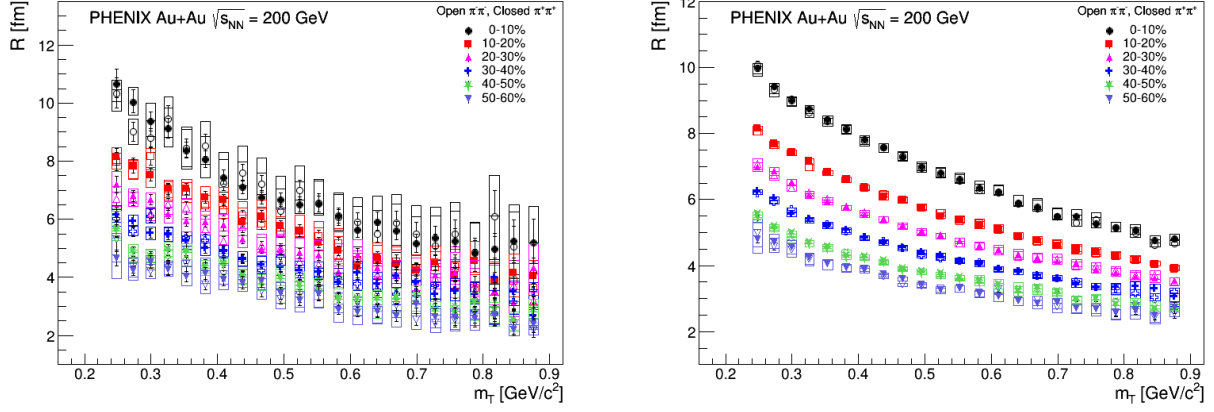 PHENIX Au+Au √sNN = 200 GeV
Open π⁻π⁻, Closed π⁺π⁺
0-10%
10-20%
20-30%
30-40%
40-50%
50-60%
R [fm]
12
10
8
6
4
2
0.2 0.3 0.4 0.5 0.6 0.7 0.8 0.9
mT [GeV/c²]
PHENIX Au+Au √sNN = 200 GeV
Open π⁻π⁻, Closed π⁺π⁺
0-10%
10-20%
20-30%
30-40%
40-50%
50-60%
R [fm]
10
8
6
4
2
0.2 0.3 0.4 0.5 0.6 0.7 0.8 0.9
mT [GeV/c²]